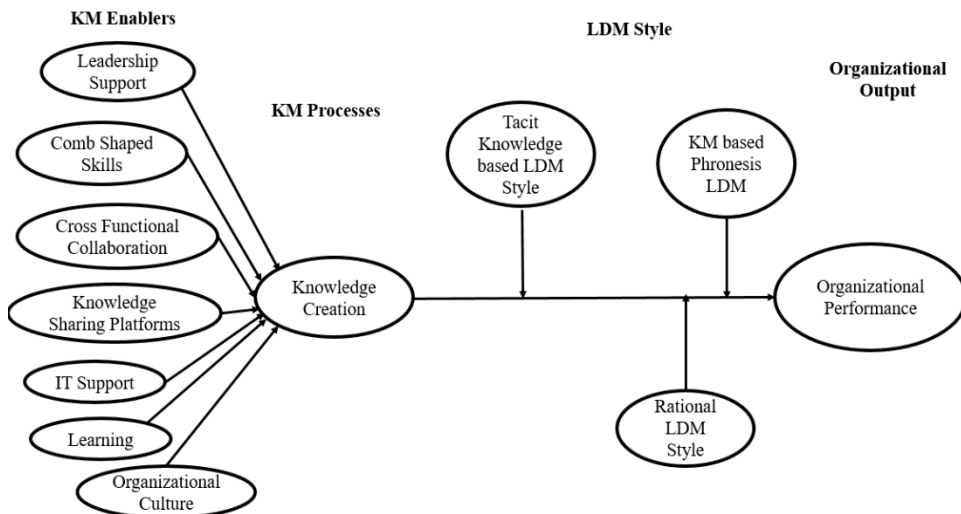 KM Enablers
Leadership
Support
Comb Shaped
Skills
Cross Functional
Collaboration
Knowledge
Sharing Platforms
IT Support
Learning
Organizational
Culture
KM Processes
Knowledge
Creation
LDM Style
Tacit
Knowledge
based LDM
Style
KM based
Phronesis
LDM
Rational
LDM
Style
Organizational
Output
Organizational
Performance